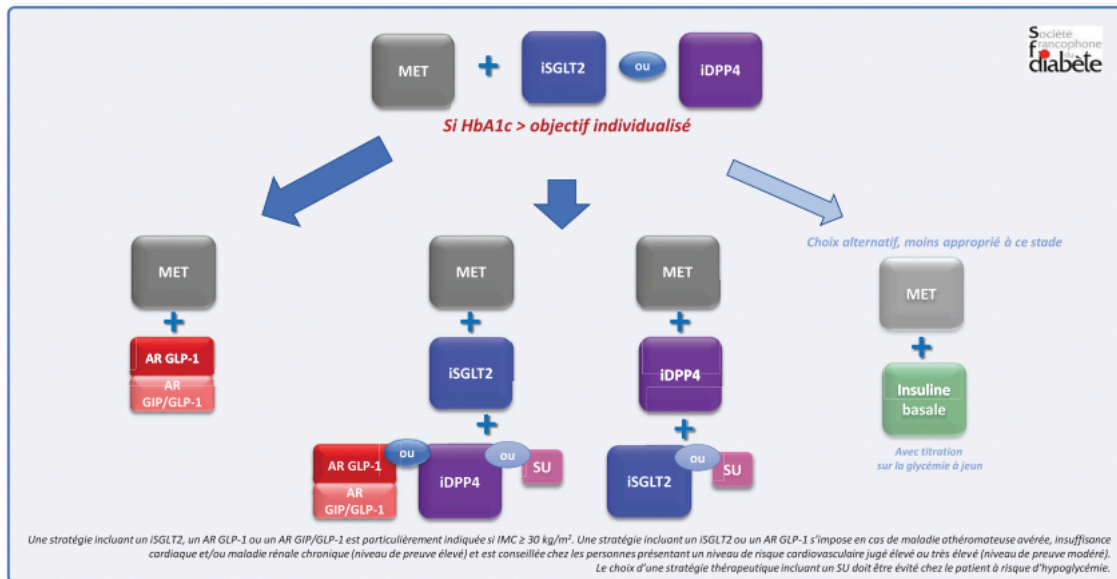 Société
francophone
du
diabète
MET + iSGLT2 ou iDPP4
Si HbA1c > objectif individualisé
Choix alternatif, moins approprié à ce stade
MET
+
AR GLP-1
AR
GIP/GLP-1
MET
+
iSGLT2
+
AR GLP-1
AR
GIP/GLP-1
ou
iDPP4
ou
SU
MET
+
iDPP4
+
iSGLT2
ou
SU
MET
+
Insuline
basale
Avec titration
sur la glycémie à jeun
Une stratégie incluant un iSGLT2, un AR GLP-1 ou un AR GIP/GLP-1 est particulièrement indiquée si IMC ≥ 30 kg/m². Une stratégie incluant un iSGLT2 ou un AR GLP-1 s'impose en cas de maladie athéromateuse avérée, insuffisance
cardiaque et/ou maladie rénale chronique (niveau de preuve élevé) et est conseillée chez les personnes présentant un niveau de risque cardiovasculaire jugé élevé ou très élevé (niveau de preuve modéré).
Le choix d'une stratégie thérapeutique incluant un SU doit être évité chez le patient à risque d'hypoglycémie.